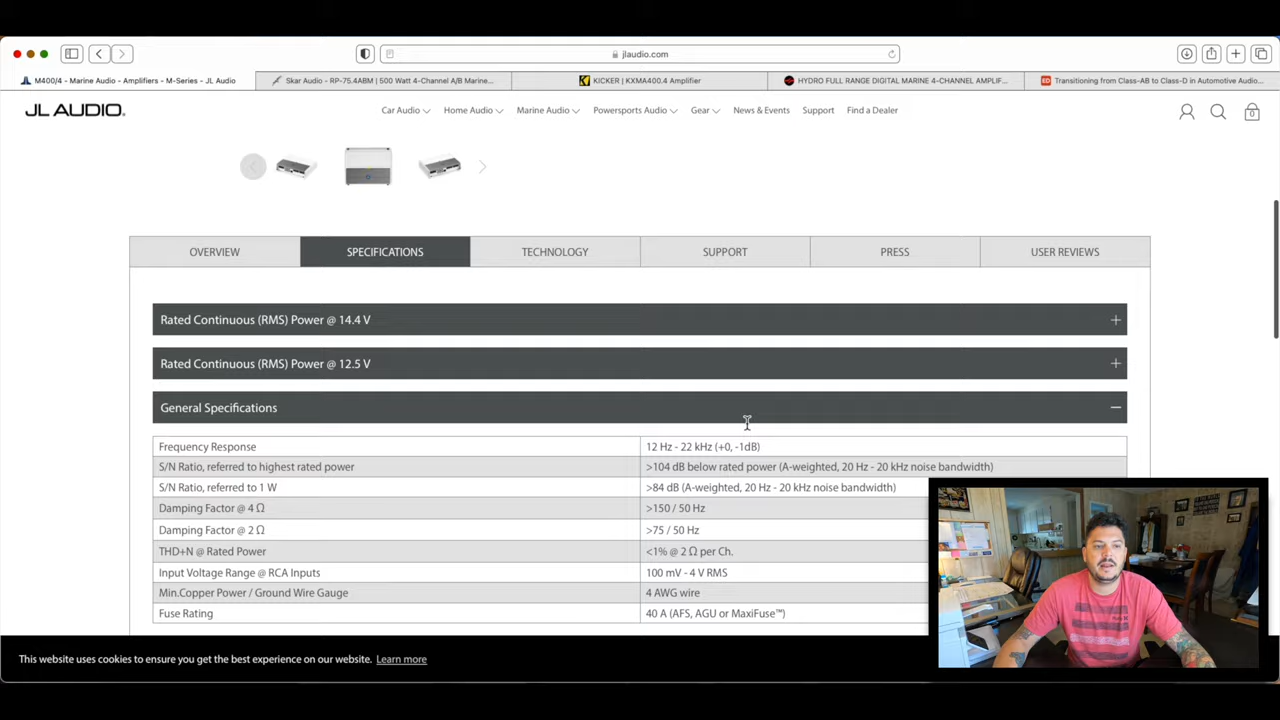 jlaudio.com
M400/4 - Marine Audio - Amplifiers - M-Series - JL Audio
Skar Audio - RP-75.4ABM | 500 Watt 4-Channel A/B Marine...
KICKER | KXMA400.4 Amplifier
HYDRO FULL RANGE DIGITAL MARINE 4-CHANNEL AMPLIF...
ED Transitioning from Class-AB to Class-D in Automotive Audio...
JL AUDIO.
Car Audio
Home Audio
Marine Audio
Powersports Audio
Gear
News & Events
Support
Find a Dealer
0
OVERVIEW
SPECIFICATIONS
TECHNOLOGY
SUPPORT
PRESS
USER REVIEWS
Rated Continuous (RMS) Power @ 14.4 V
Rated Continuous (RMS) Power @ 12.5 V
General Specifications
Frequency Response 12 Hz - 22 kHz (+0, -1dB)
S/N Ratio, referred to highest rated power >104 dB below rated power (A-weighted, 20 Hz - 20 kHz noise bandwidth)
S/N Ratio, referred to 1 W >84 dB (A-weighted, 20 Hz - 20 kHz noise bandwidth)
Damping Factor @ 4 Ω >150 / 50 Hz
Damping Factor @ 2 Ω >75 / 50 Hz
THD+N @ Rated Power <1% @ 2 Ω per Ch.
Input Voltage Range @ RCA Inputs 100 mV - 4 V RMS
Min.Copper Power / Ground Wire Gauge 4 AWG wire
Fuse Rating 40 A (AFS, AGU or MaxiFuse™)
This website uses cookies to ensure you get the best experience on our website. Learn more